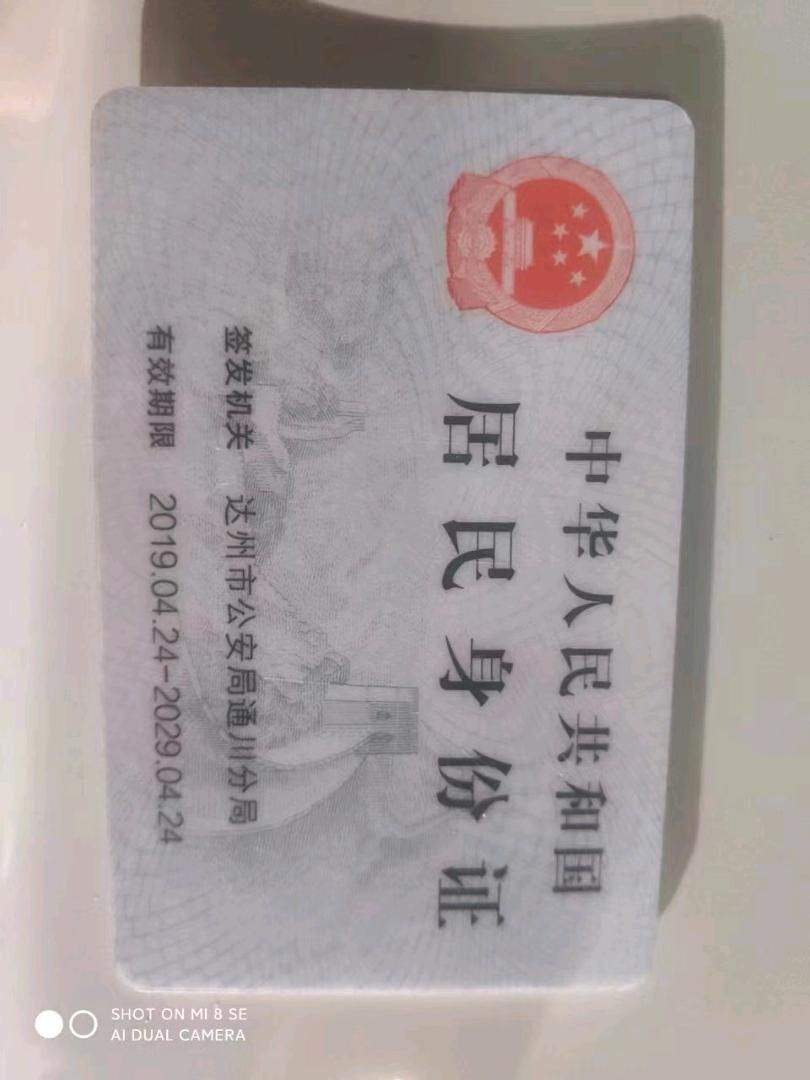 中华人民共和国
居民身份证
签发机关 达州市公安局通川分局
有效期限 2019.04.24-2029.04.24
SHOT ON MI 8 SE
AI DUAL CAMERA